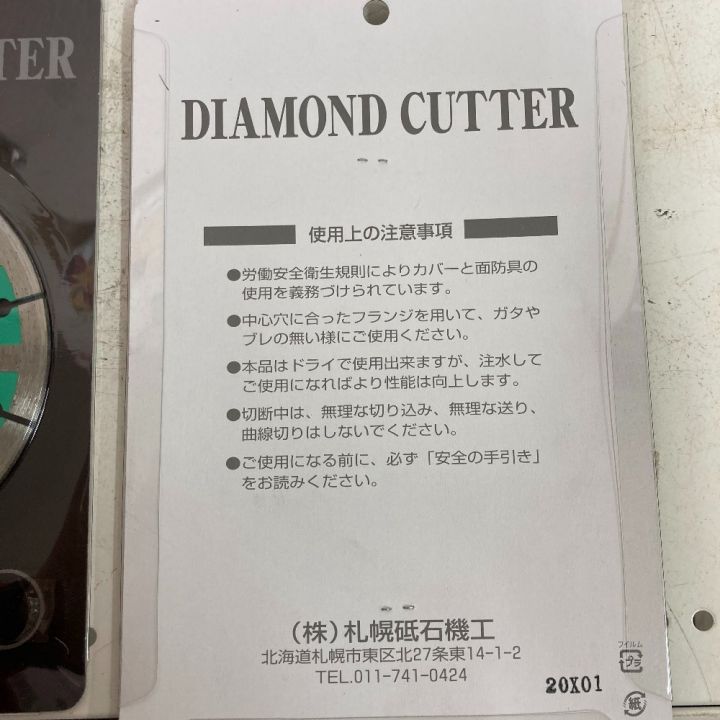 TTER
DIAMOND CUTTER
使用上の注意事項
●労働安全衛生規則によりカバーと面防具の
使用を義務づけられています。
●中心穴に合ったフランジを用いて、ガタや
ブレの無い様にご使用ください。
●本品はドライで使用出来ますが、注水して
ご使用になればより性能は向上します。
●切断中は、無理な切り込み、無理な送り、
曲線切りはしないでください。
●ご使用になる前に、必ず「安全の手引き」
をお読みください。
(株)札幌砥石機工
北海道札幌市東区北27条東14-1-2
TEL.011-741-0424
20X01
フイルム
プラ
紙